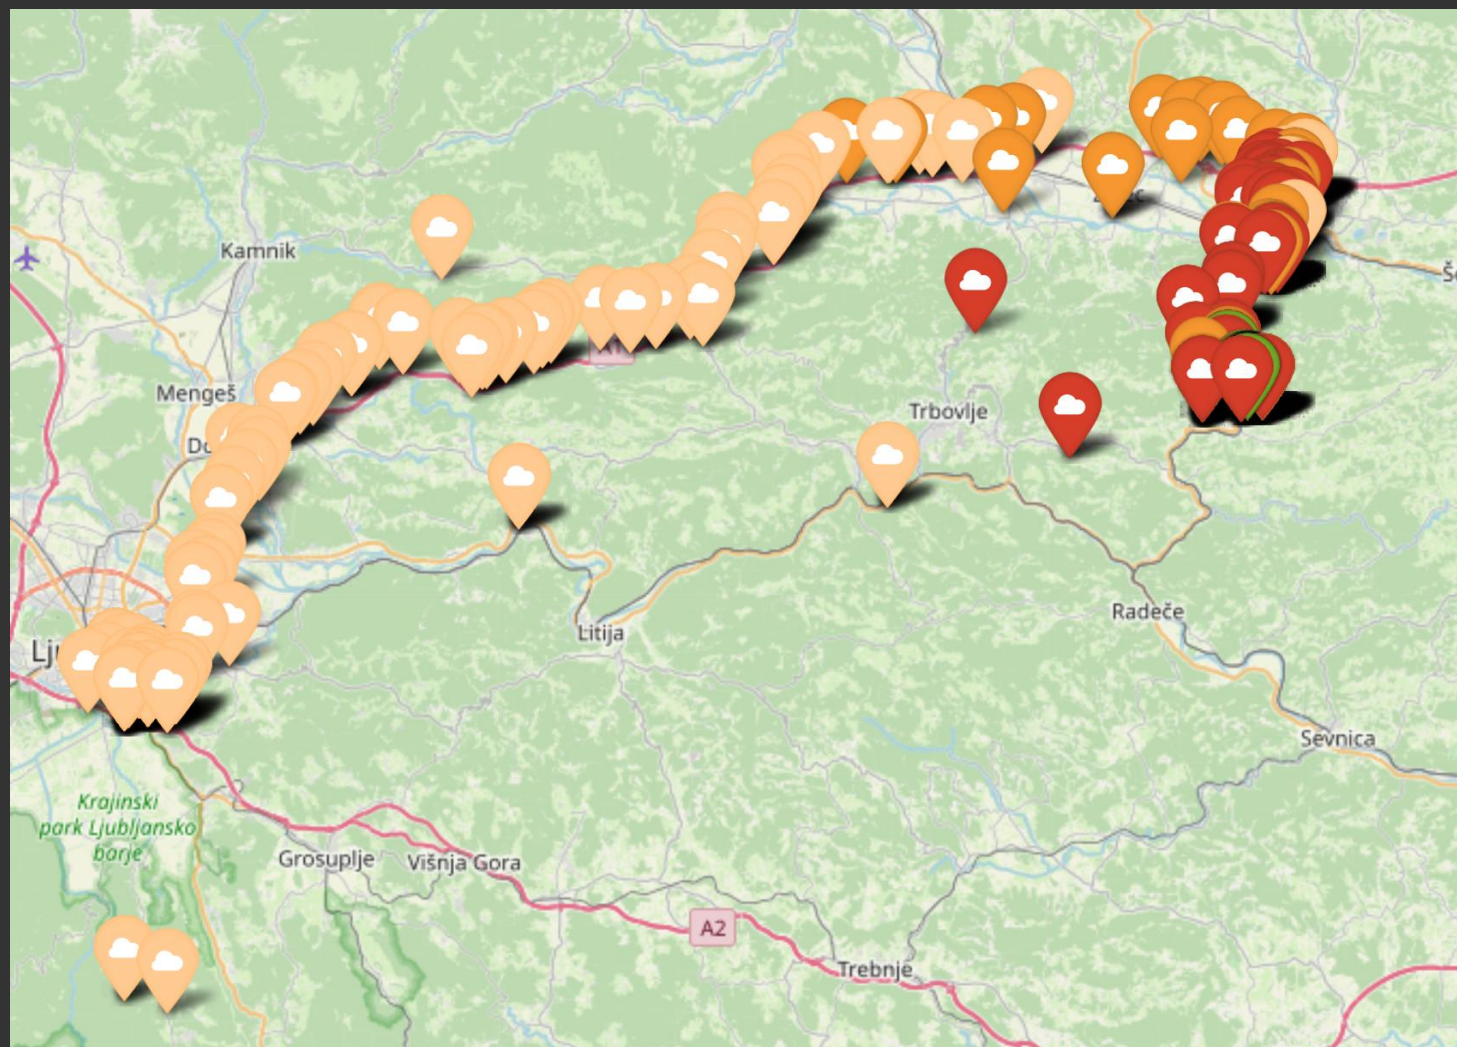 Kamnik
Mengeš
Trbovlje
Litija
Radeče
Sevnica
Krajinski
park Ljubljansko
barje
Grosuplje
Višnja Gora
A2
Trebnje